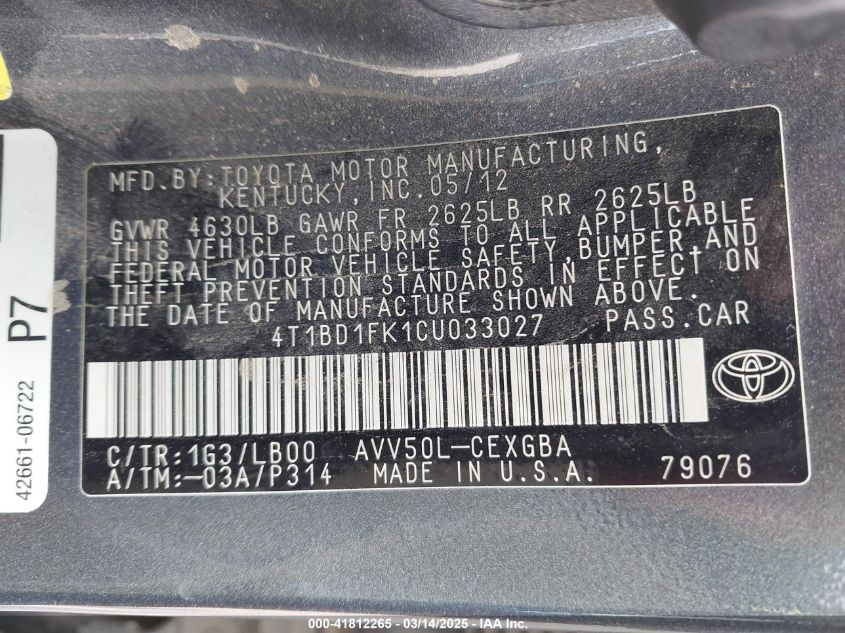 MFD.BY:TOYOTA MOTOR MANUFACTURING,
KENTUCKY,INC.05/12
GVWR 4630LB GAWR FR 2625LB RR 2625LB
THIS VEHICLE CONFORMS TO ALL APPLICABLE
FEDERAL MOTOR VEHICLE SAFETY,BUMPER,AND
THEFT PREVENTION STANDARDS IN EFFECT ON
THE DATE OF MANUFACTURE SHOWN ABOVE.
4T1BD1FK1CU033027 PASS.CAR
C/TR:1G3/LB00 AVV50L-CEXGBA
A/TM:-03A/P314 MADE IN U.S.A. 79076
P7
42661-06722
000-41812265 - 03/14/2025 - IAA Inc.